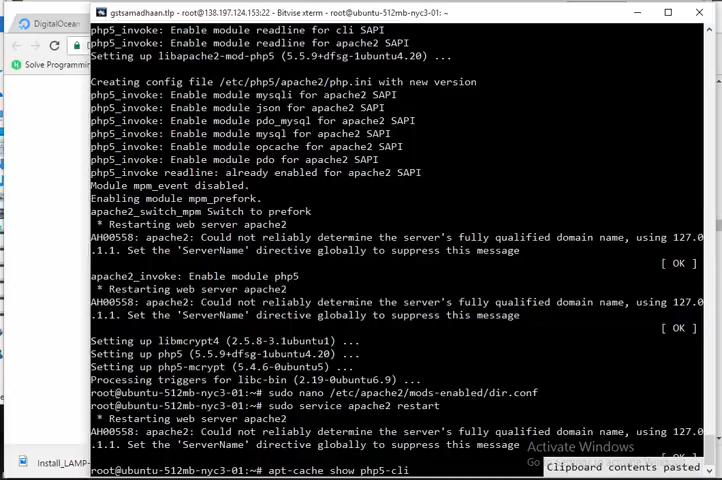 gstsamadhaan.tlp - root@138.197.124.153:22 - Bitvise xterm - root@ubuntu-512mb-nyc3-01: ~
DigitalOcean
Solve Programmin
php5_invoke: Enable module readline for cli SAPI
php5_invoke: Enable module readline for apache2 SAPI
Setting up libapache2-mod-php5 (5.5.9+dfsg-1ubuntu4.20) ...
Creating config file /etc/php5/apache2/php.ini with new version
php5_invoke: Enable module mysqli for apache2 SAPI
php5_invoke: Enable module json for apache2 SAPI
php5_invoke: Enable module pdo_mysql for apache2 SAPI
php5_invoke: Enable module mysql for apache2 SAPI
php5_invoke: Enable module opcache for apache2 SAPI
php5_invoke: Enable module pdo for apache2 SAPI
php5_invoke readline: already enabled for apache2 SAPI
Module mpm_event disabled.
Enabling module mpm_prefork.
apache2_switch_mpm Switch to prefork
* Restarting web server apache2
AH00558: apache2: Could not reliably determine the server's fully qualified domain name, using 127.0
.1.1. Set the 'ServerName' directive globally to suppress this message
[ OK ]
apache2_invoke: Enable module php5
* Restarting web server apache2
AH00558: apache2: Could not reliably determine the server's fully qualified domain name, using 127.0
.1.1. Set the 'ServerName' directive globally to suppress this message
[ OK ]
Setting up libmcrypt4 (2.5.8-3.1ubuntu1) ...
Setting up php5 (5.5.9+dfsg-1ubuntu4.20) ...
Setting up php5-mcrypt (5.4.6-0ubuntu5) ...
Processing triggers for libc-bin (2.19-0ubuntu6.9) ...
root@ubuntu-512mb-nyc3-01:~# sudo nano /etc/apache2/mods-enabled/dir.conf
root@ubuntu-512mb-nyc3-01:~# sudo service apache2 restart
* Restarting web server apache2
AH00558: apache2: Could not reliably determine the server's fully qualified domain name, using 127.0
.1.1. Set the 'ServerName' directive globally to suppress this message
Activate Windows
root@ubuntu-512mb-nyc3-01:~# apt-cache show php5-cli
Install_LAMP-
Clipboard contents pasted